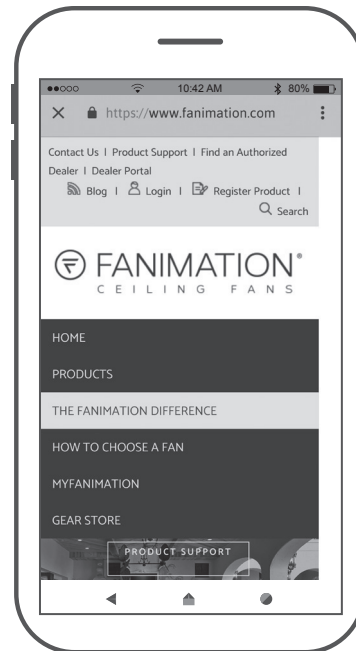 10:42 AM 80%
https://www.fanimation.com
Contact Us | Product Support | Find an Authorized
Dealer | Dealer Portal
Blog | Login | Register Product |
Search
FANIMATION®
CEILING FANS
HOME
PRODUCTS
THE FANIMATION DIFFERENCE
HOW TO CHOOSE A FAN
MYFANIMATION
GEAR STORE
PRODUCT SUPPORT